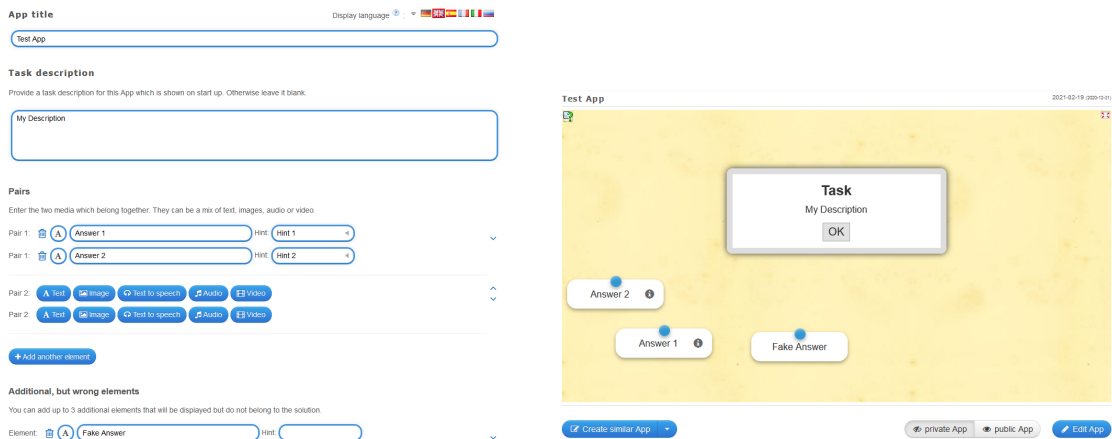 App title
Display language
Test App
Task description
Provide a task description for this App which is shown on start up. Otherwise leave it blank.
My Description
Pairs
Enter the two media which belong together. They can be a mix of text, images, audio or video.
Pair 1: A Answer 1 Hint: Hint 1
Pair 1: A Answer 2 Hint: Hint 2
Pair 2: A Text Image Text to speech Audio Video
Pair 2: A Text Image Text to speech Audio Video
+ Add another element
Additional, but wrong elements
You can add up to 3 additional elements that will be displayed but do not belong to the solution.
Element: A Fake Answer Hint:
Test App 2021-02-19 (2020-12-31)
Task
My Description
OK
Answer 2
Answer 1
Fake Answer
Create similar App private App public App Edit App